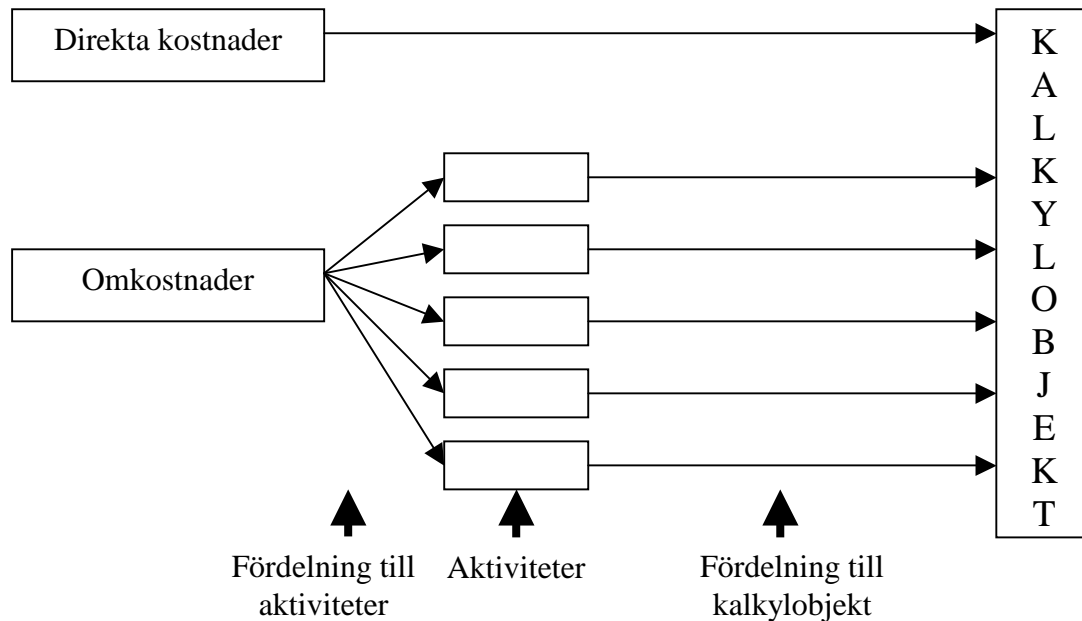 Direkta kostnader
Omkostnader
K
A
L
K
Y
L
O
B
J
E
K
T
Fördelning till
aktiviteter
Aktiviteter
Fördelning till
kalkylobjekt